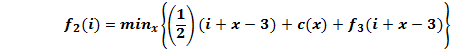 f₂(i) = minₓ{(1/2)(i + x − 3) + c(x) + f₃(i + x − 3)}